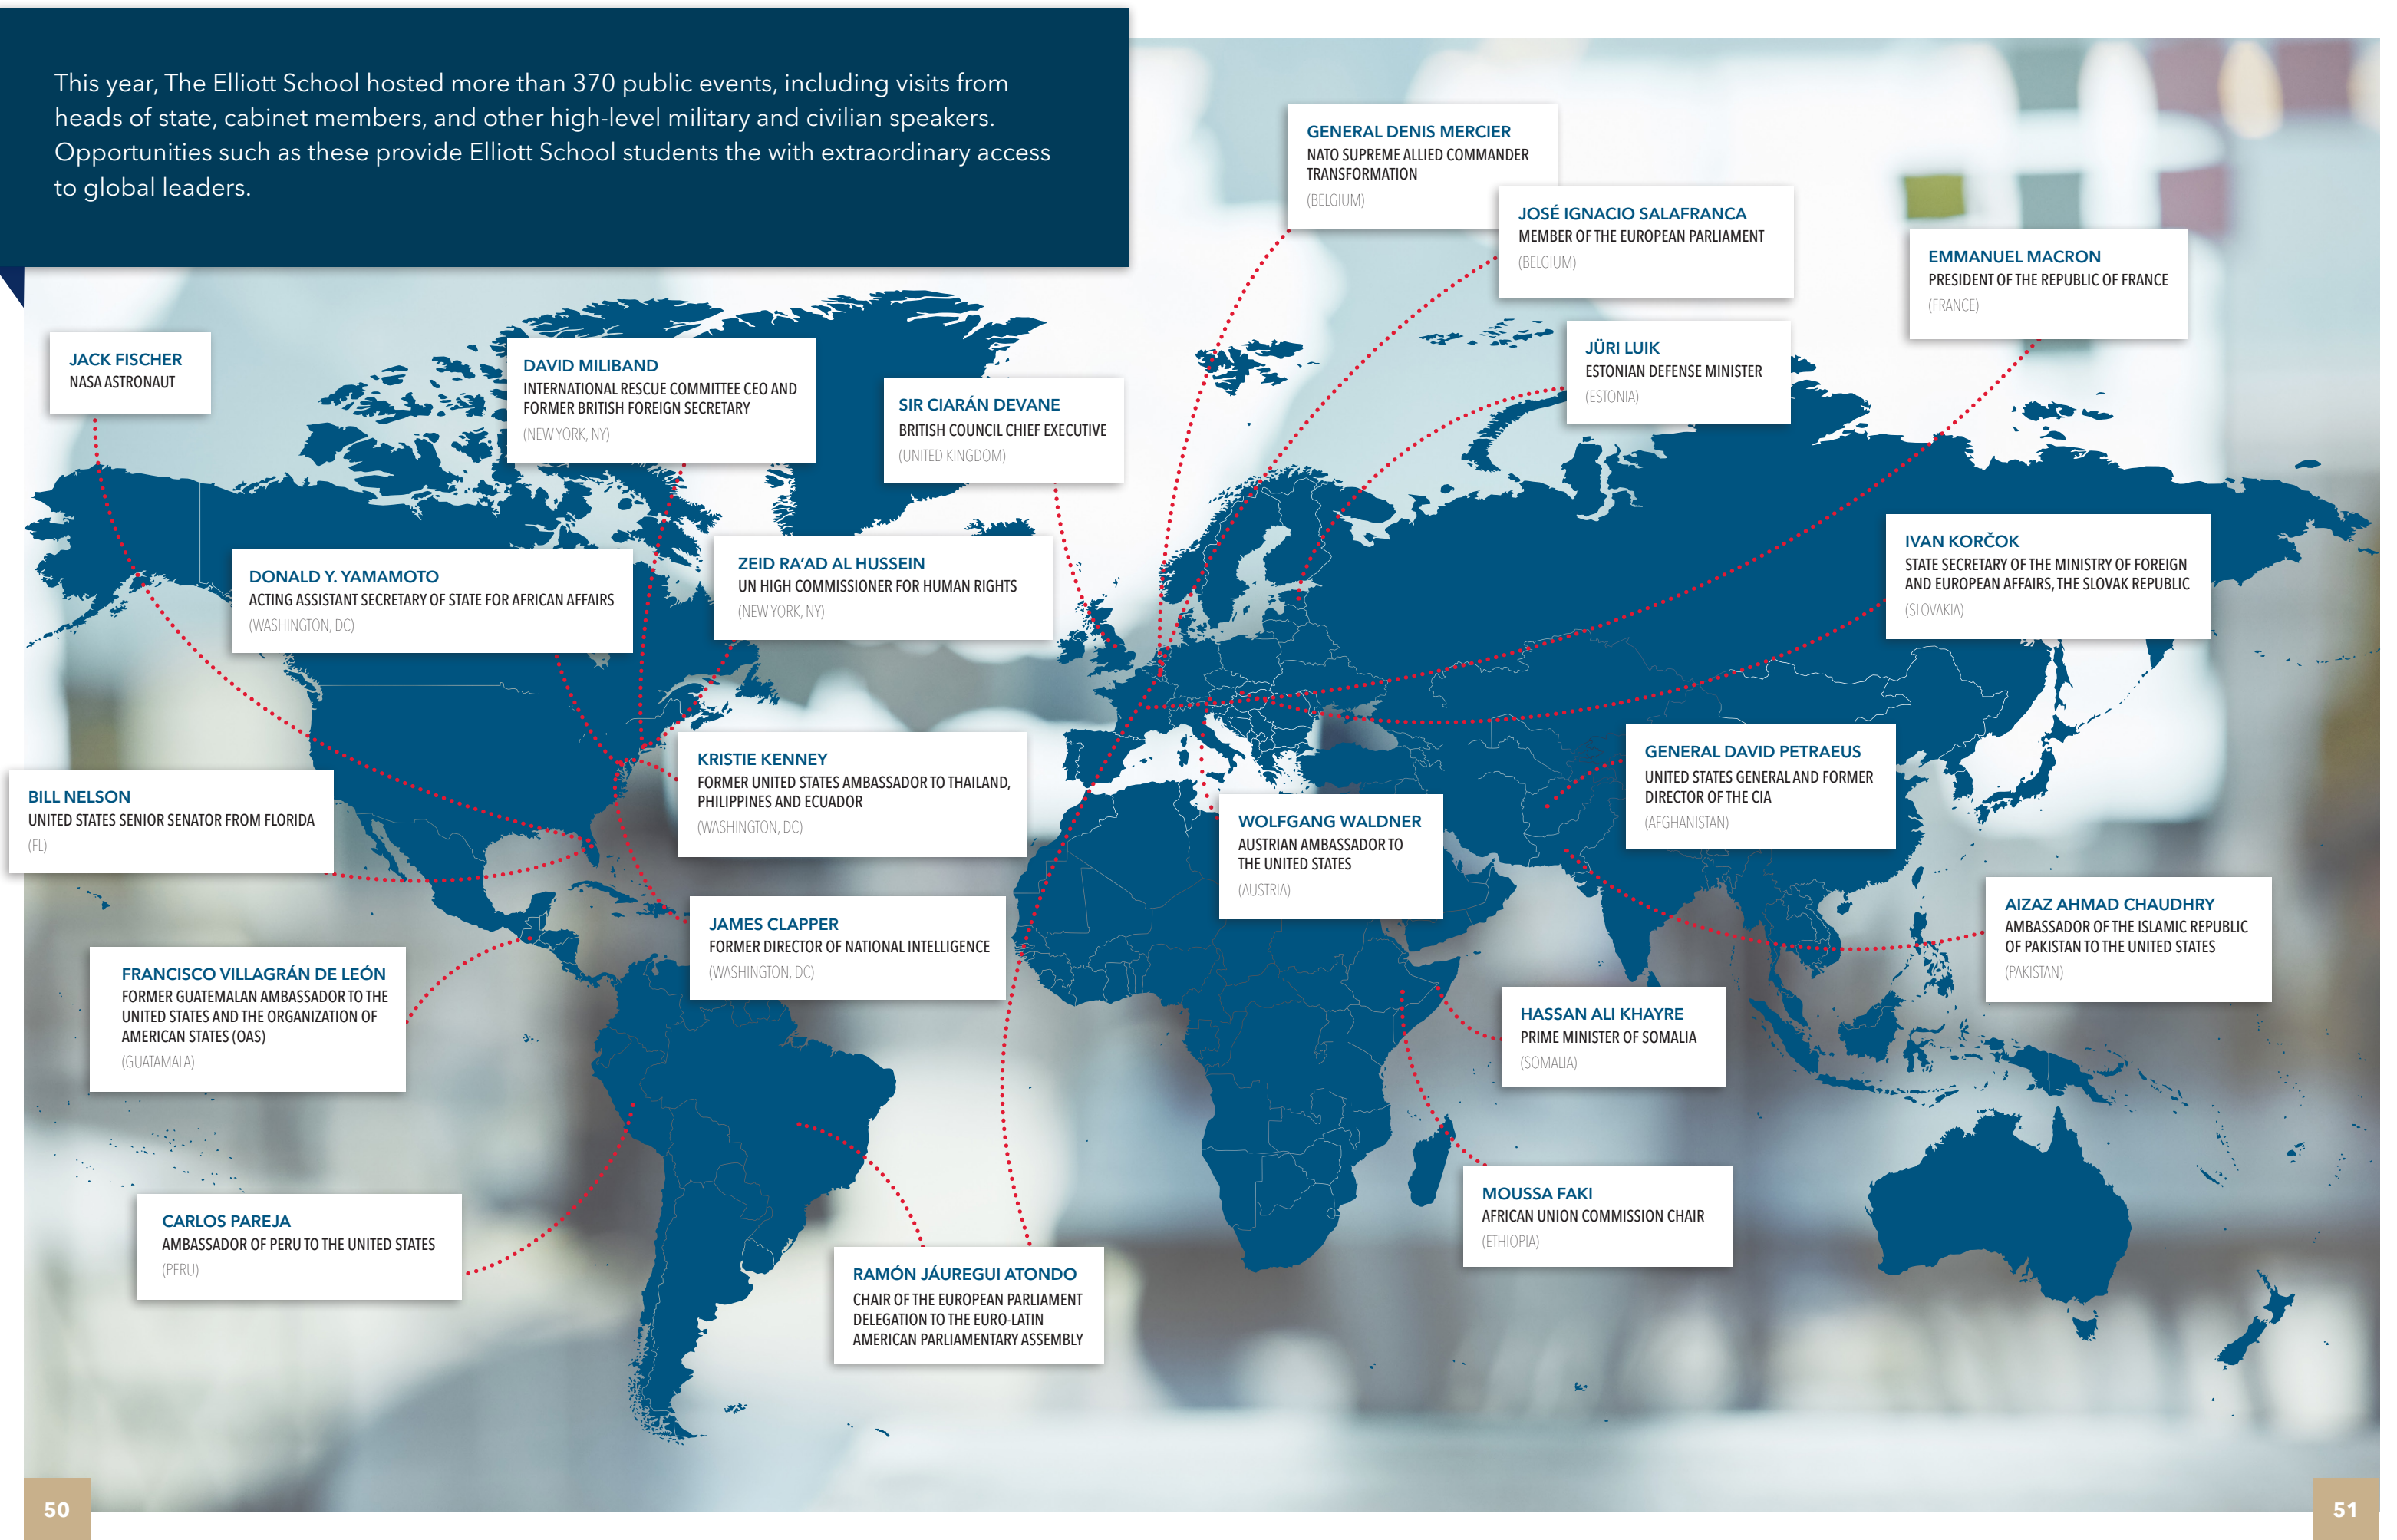 This year, The Elliott School hosted more than 370 public events, including visits from
heads of state, cabinet members, and other high-level military and civilian speakers.
Opportunities such as these provide Elliott School students the with extraordinary access
to global leaders.
GENERAL DENIS MERCIER
NATO SUPREME ALLIED COMMANDER
TRANSFORMATION
(BELGIUM)
JOSÉ IGNACIO SALAFRANCA
MEMBER OF THE EUROPEAN PARLIAMENT
(BELGIUM)
EMMANUEL MACRON
PRESIDENT OF THE REPUBLIC OF FRANCE
(FRANCE)
JACK FISCHER
NASA ASTRONAUT
DAVID MILIBAND
INTERNATIONAL RESCUE COMMITTEE CEO AND
FORMER BRITISH FOREIGN SECRETARY
(NEW YORK, NY)
SIR CIARÁN DEVANE
BRITISH COUNCIL CHIEF EXECUTIVE
(UNITED KINGDOM)
JÜRI LUIK
ESTONIAN DEFENSE MINISTER
(ESTONIA)
DONALD Y. YAMAMOTO
ACTING ASSISTANT SECRETARY OF STATE FOR AFRICAN AFFAIRS
(WASHINGTON, DC)
ZEID RA'AD AL HUSSEIN
UN HIGH COMMISSIONER FOR HUMAN RIGHTS
(NEW YORK, NY)
IVAN KORČOK
STATE SECRETARY OF THE MINISTRY OF FOREIGN
AND EUROPEAN AFFAIRS, THE SLOVAK REPUBLIC
(SLOVAKIA)
BILL NELSON
UNITED STATES SENIOR SENATOR FROM FLORIDA
(FL)
KRISTIE KENNEY
FORMER UNITED STATES AMBASSADOR TO THAILAND,
PHILIPPINES AND ECUADOR
(WASHINGTON, DC)
WOLFGANG WALDNER
AUSTRIAN AMBASSADOR TO
THE UNITED STATES
(AUSTRIA)
GENERAL DAVID PETRAEUS
UNITED STATES GENERAL AND FORMER
DIRECTOR OF THE CIA
(AFGHANISTAN)
JAMES CLAPPER
FORMER DIRECTOR OF NATIONAL INTELLIGENCE
(WASHINGTON, DC)
AIZAZ AHMAD CHAUDHRY
AMBASSADOR OF THE ISLAMIC REPUBLIC
OF PAKISTAN TO THE UNITED STATES
(PAKISTAN)
FRANCISCO VILLAGRÁN DE LEÓN
FORMER GUATEMALAN AMBASSADOR TO THE
UNITED STATES AND THE ORGANIZATION OF
AMERICAN STATES (OAS)
(GUATAMALA)
HASSAN ALI KHAYRE
PRIME MINISTER OF SOMALIA
(SOMALIA)
CARLOS PAREJA
AMBASSADOR OF PERU TO THE UNITED STATES
(PERU)
RAMÓN JÁUREGUI ATONDO
CHAIR OF THE EUROPEAN PARLIAMENT
DELEGATION TO THE EURO-LATIN
AMERICAN PARLIAMENTARY ASSEMBLY
MOUSSA FAKI
AFRICAN UNION COMMISSION CHAIR
(ETHIOPIA)
50
51